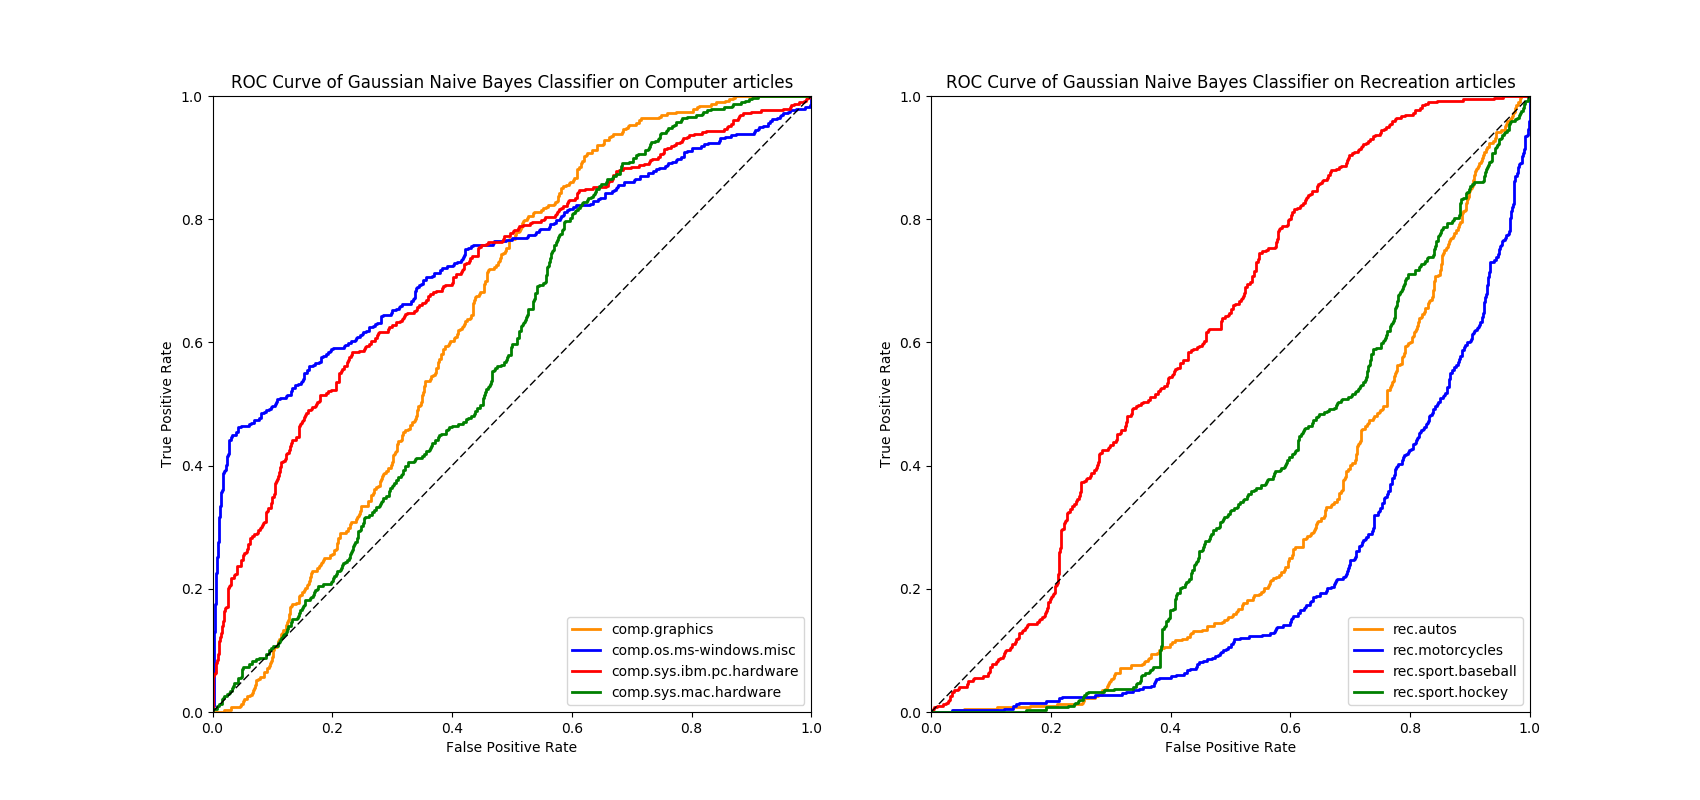 ROC Curve of Gaussian Naive Bayes Classifier on Computer articles
1.0
0.8
0.6
0.4
0.2
0.0
True Positive Rate
0.0 0.2 0.4 0.6 0.8 1.0
False Positive Rate
comp.graphics
comp.os.ms-windows.misc
comp.sys.ibm.pc.hardware
comp.sys.mac.hardware
ROC Curve of Gaussian Naive Bayes Classifier on Recreation articles
1.0
0.8
0.6
0.4
0.2
0.0
True Positive Rate
0.0 0.2 0.4 0.6 0.8 1.0
False Positive Rate
rec.autos
rec.motorcycles
rec.sport.baseball
rec.sport.hockey